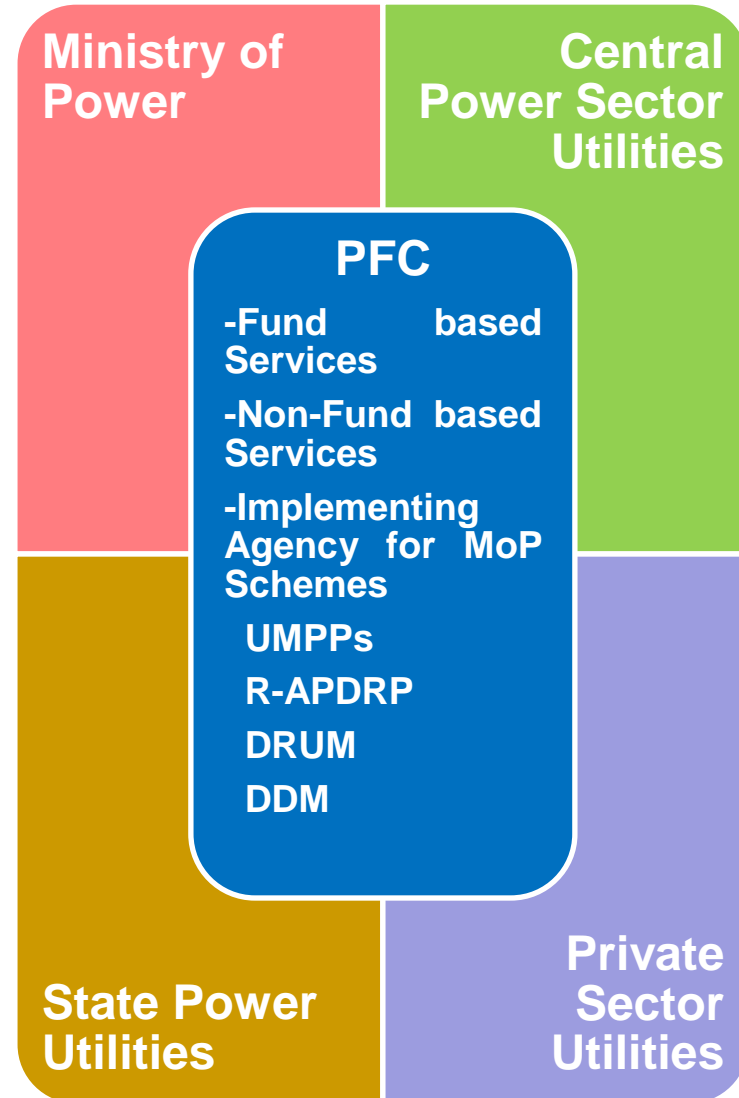 Ministry of
Power
Central
Power Sector
Utilities
PFC
-Fund based
Services
-Non-Fund based
Services
-Implementing
Agency for MoP
Schemes
UMPPs
R-APDRP
DRUM
DDM
State Power
Utilities
Private
Sector
Utilities